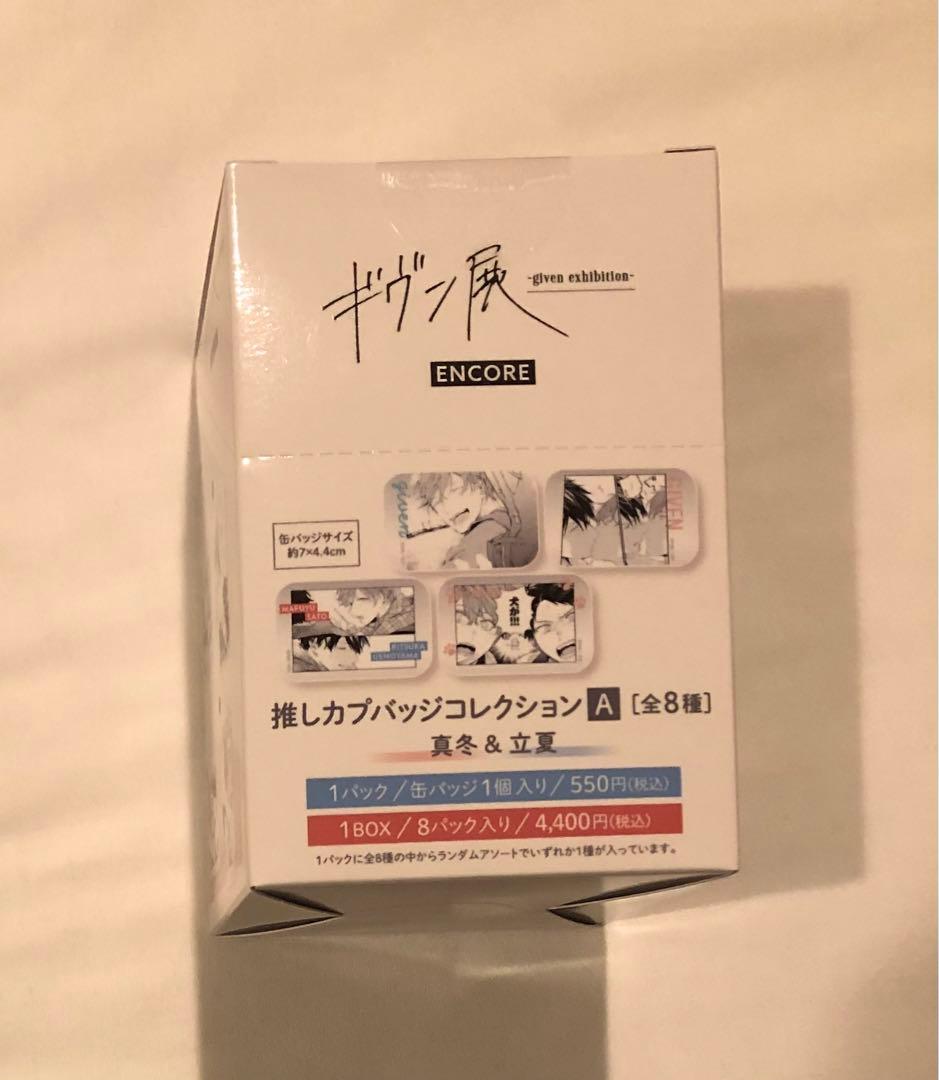 ギヴン展
-given exhibition-
ENCORE
缶バッジサイズ
約7×4.4cm
given
GIVEN
MAFUYU
SATO
RITSUKA
UENOYAMA
犬が!!!
推しカプバッジコレクション A [全8種]
真冬 & 立夏
1パック / 缶バッジ1個入り / 550円(税込)
1BOX / 8パック入り / 4,400円(税込)
1パックに全8種の中からランダムアソートでいずれか1種が入っています。